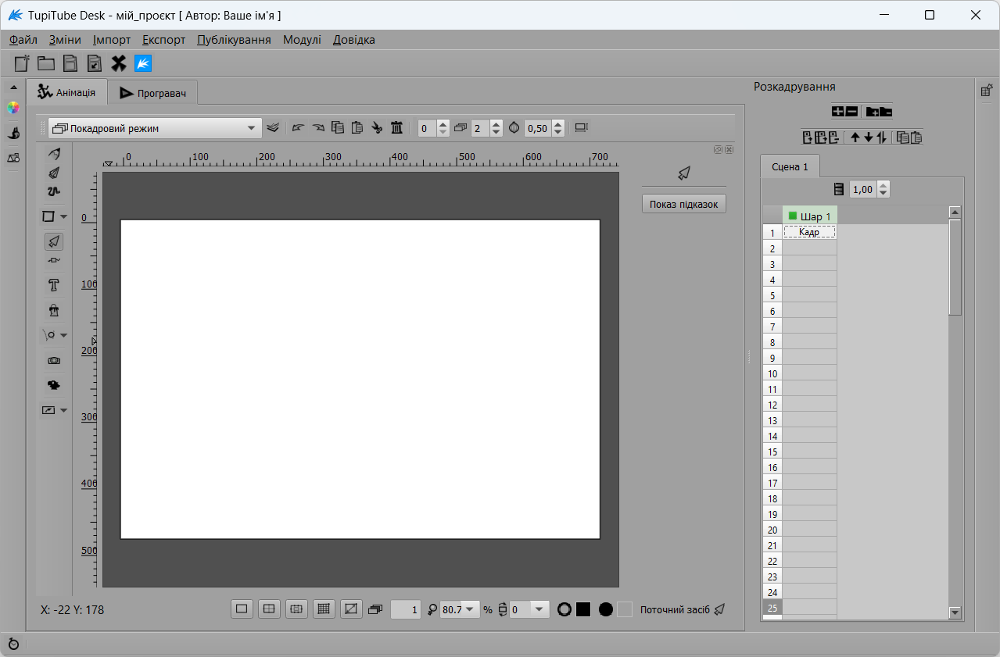 TupiTube Desk - мій_проєкт [ Автор: Ваше ім'я ]
Файл Зміни Імпорт Експорт Публікування Модулі Довідка
Анімація Програвач
Розкадрування
Покадровий режим 0 2 0,50
0 100 200 300 400 500 600 700
Показ підказок
Сцена 1
1,00
Шар 1
Кадр
0
100
200
300
400
500
1
2
3
4
5
6
7
8
9
10
11
12
13
14
15
16
17
18
19
20
21
22
23
24
25
X: -22 Y: 178 1 80.7 % 0 Поточний засіб